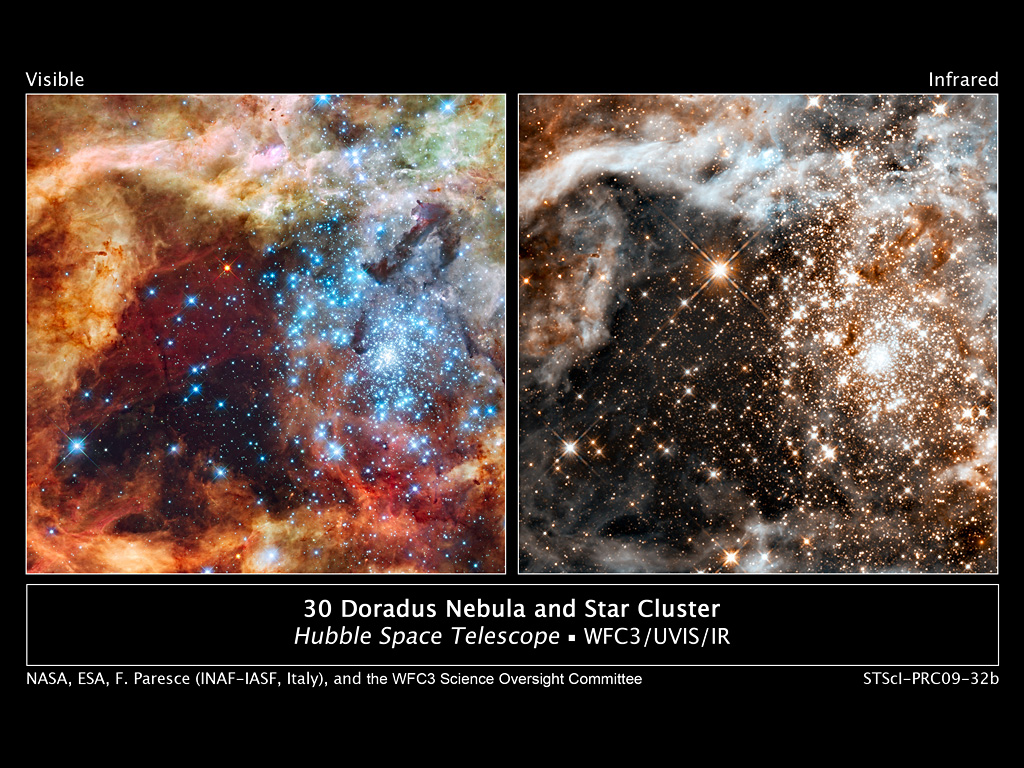 Visible
Infrared
30 Doradus Nebula and Star Cluster
Hubble Space Telescope ▪ WFC3/UVIS/IR
NASA, ESA, F. Paresce (INAF-IASF, Italy), and the WFC3 Science Oversight Committee
STScI-PRC09-32b